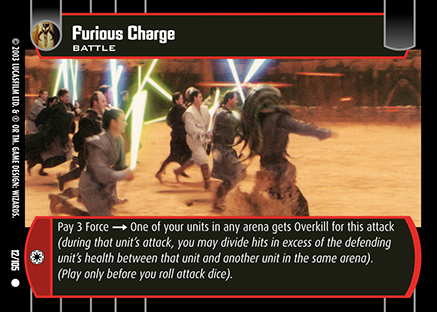 Furious Charge
BATTLE
Pay 3 Force → One of your units in any arena gets Overkill for this attack
(during that unit's attack, you may divide hits in excess of the defending
unit's health between that unit and another unit in the same arena).
(Play only before you roll attack dice).
© 2003 LUCASFILM LTD. & ® OR TM. GAME DESIGN: WIZARDS.
12/105